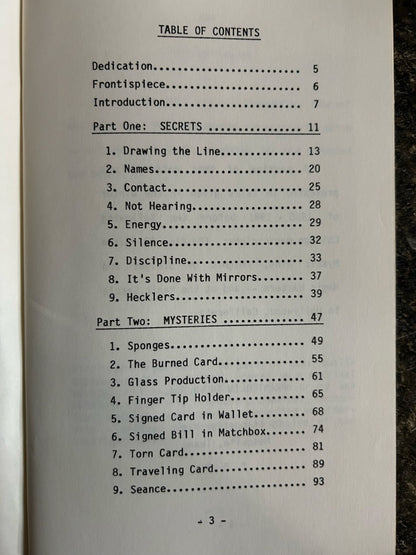 TABLE OF CONTENTS
Dedication........................ 5
Frontispiece...................... 6
Introduction...................... 7
Part One: SECRETS ............... 11
1. Drawing the Line............... 13
2. Names.......................... 20
3. Contact........................ 25
4. Not Hearing.................... 28
5. Energy......................... 29
6. Silence........................ 32
7. Discipline..................... 33
8. It's Done With Mirrors......... 37
9. Hecklers....................... 39
Part Two: MYSTERIES ............. 47
1. Sponges........................ 49
2. The Burned Card................ 55
3. Glass Production............... 61
4. Finger Tip Holder.............. 65
5. Signed Card in Wallet.......... 68
6. Signed Bill in Matchbox........ 74
7. Torn Card...................... 81
8. Traveling Card................. 89
9. Seance......................... 93
- 3 -